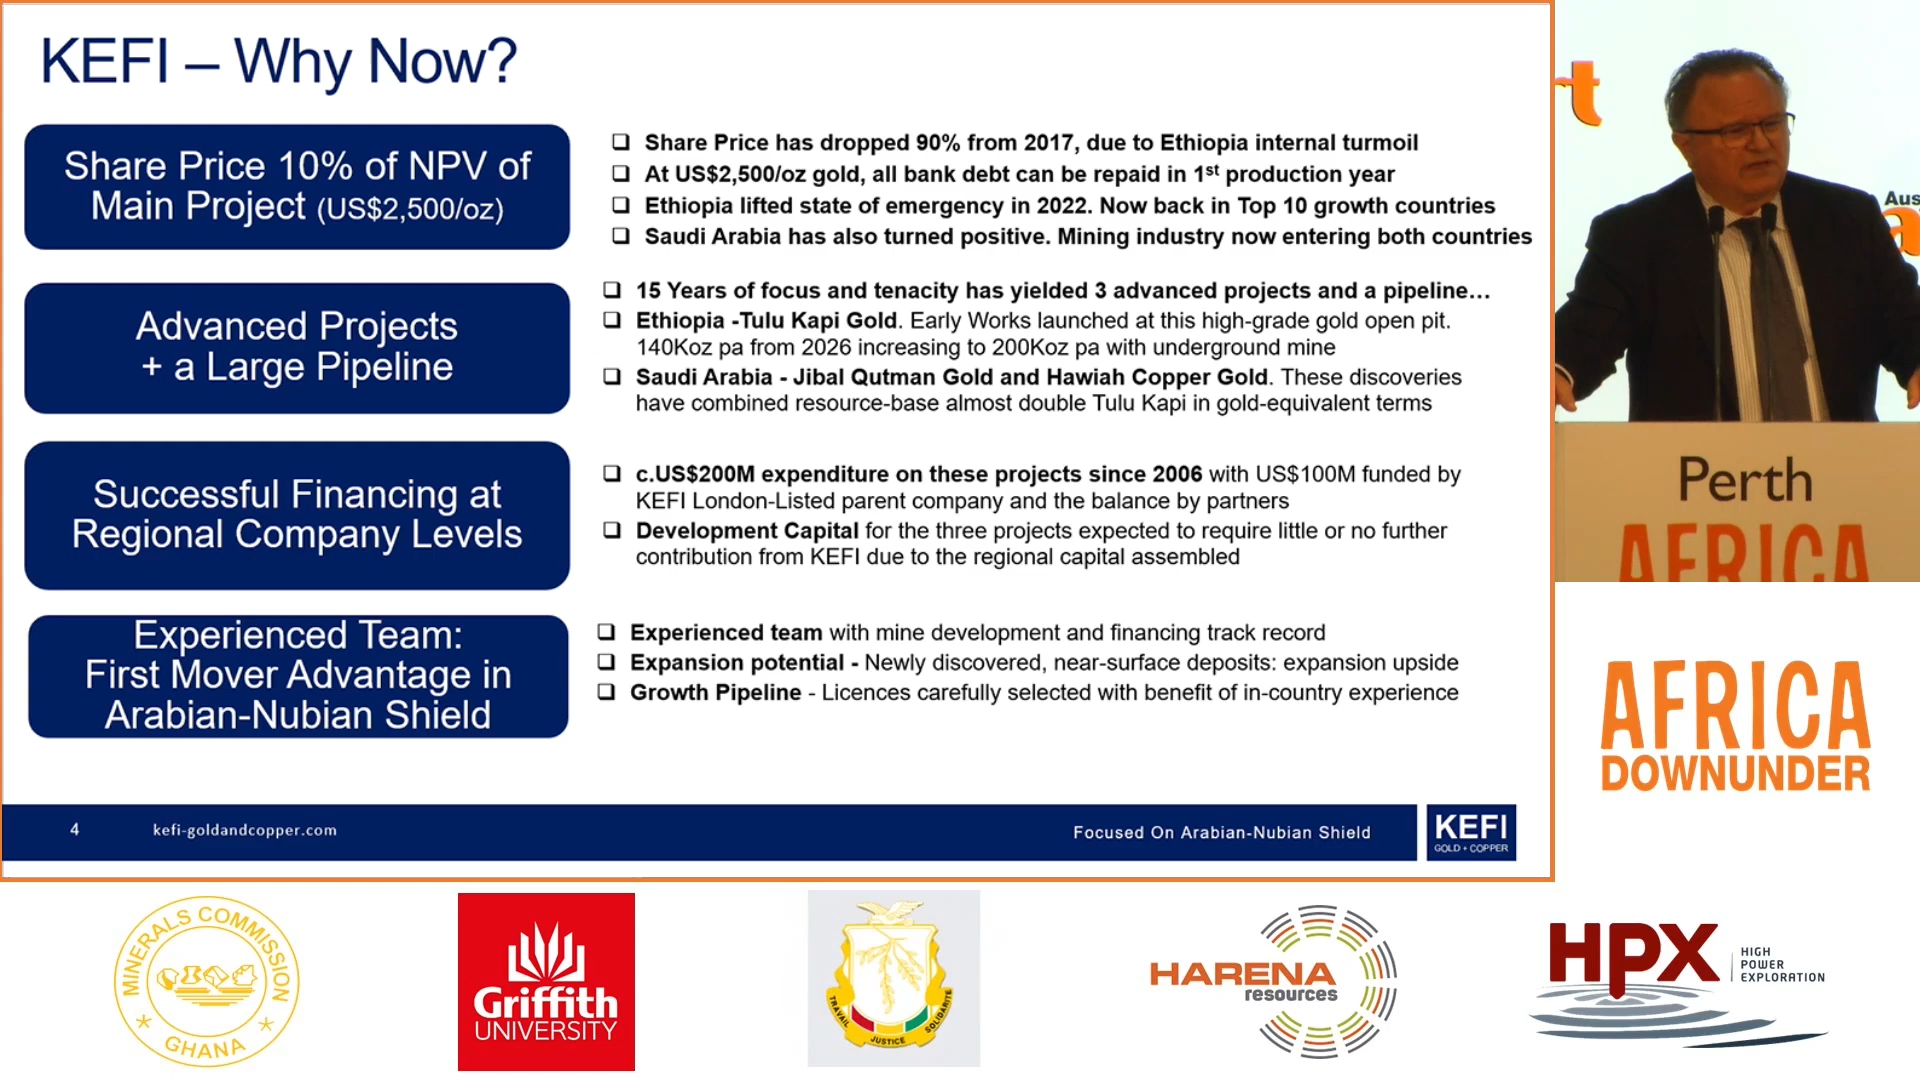 KEFI – Why Now?
Share Price 10% of NPV of
Main Project (US$2,500/oz)
❑ Share Price has dropped 90% from 2017, due to Ethiopia internal turmoil
❑ At US$2,500/oz gold, all bank debt can be repaid in 1st production year
❑ Ethiopia lifted state of emergency in 2022. Now back in Top 10 growth countries
❑ Saudi Arabia has also turned positive. Mining industry now entering both countries
Advanced Projects
+ a Large Pipeline
❑ 15 Years of focus and tenacity has yielded 3 advanced projects and a pipeline…
❑ Ethiopia -Tulu Kapi Gold. Early Works launched at this high-grade gold open pit.
140Koz pa from 2026 increasing to 200Koz pa with underground mine
❑ Saudi Arabia - Jibal Qutman Gold and Hawiah Copper Gold. These discoveries
have combined resource-base almost double Tulu Kapi in gold-equivalent terms
Successful Financing at
Regional Company Levels
❑ c.US$200M expenditure on these projects since 2006 with US$100M funded by
KEFI London-Listed parent company and the balance by partners
❑ Development Capital for the three projects expected to require little or no further
contribution from KEFI due to the regional capital assembled
Experienced Team:
First Mover Advantage in
Arabian-Nubian Shield
❑ Experienced team with mine development and financing track record
❑ Expansion potential - Newly discovered, near-surface deposits: expansion upside
❑ Growth Pipeline - Licences carefully selected with benefit of in-country experience
4
kefi-goldandcopper.com
Focused On Arabian-Nubian Shield
KEFI
GOLD + COPPER
Perth
AFRICA
AFRICA
DOWNUNDER
MINERALS COMMISSION
GHANA
Griffith
UNIVERSITY
TRAVAIL
JUSTICE
SOLIDARITE
HARENA
resources
HPX
HIGH
POWER
EXPLORATION